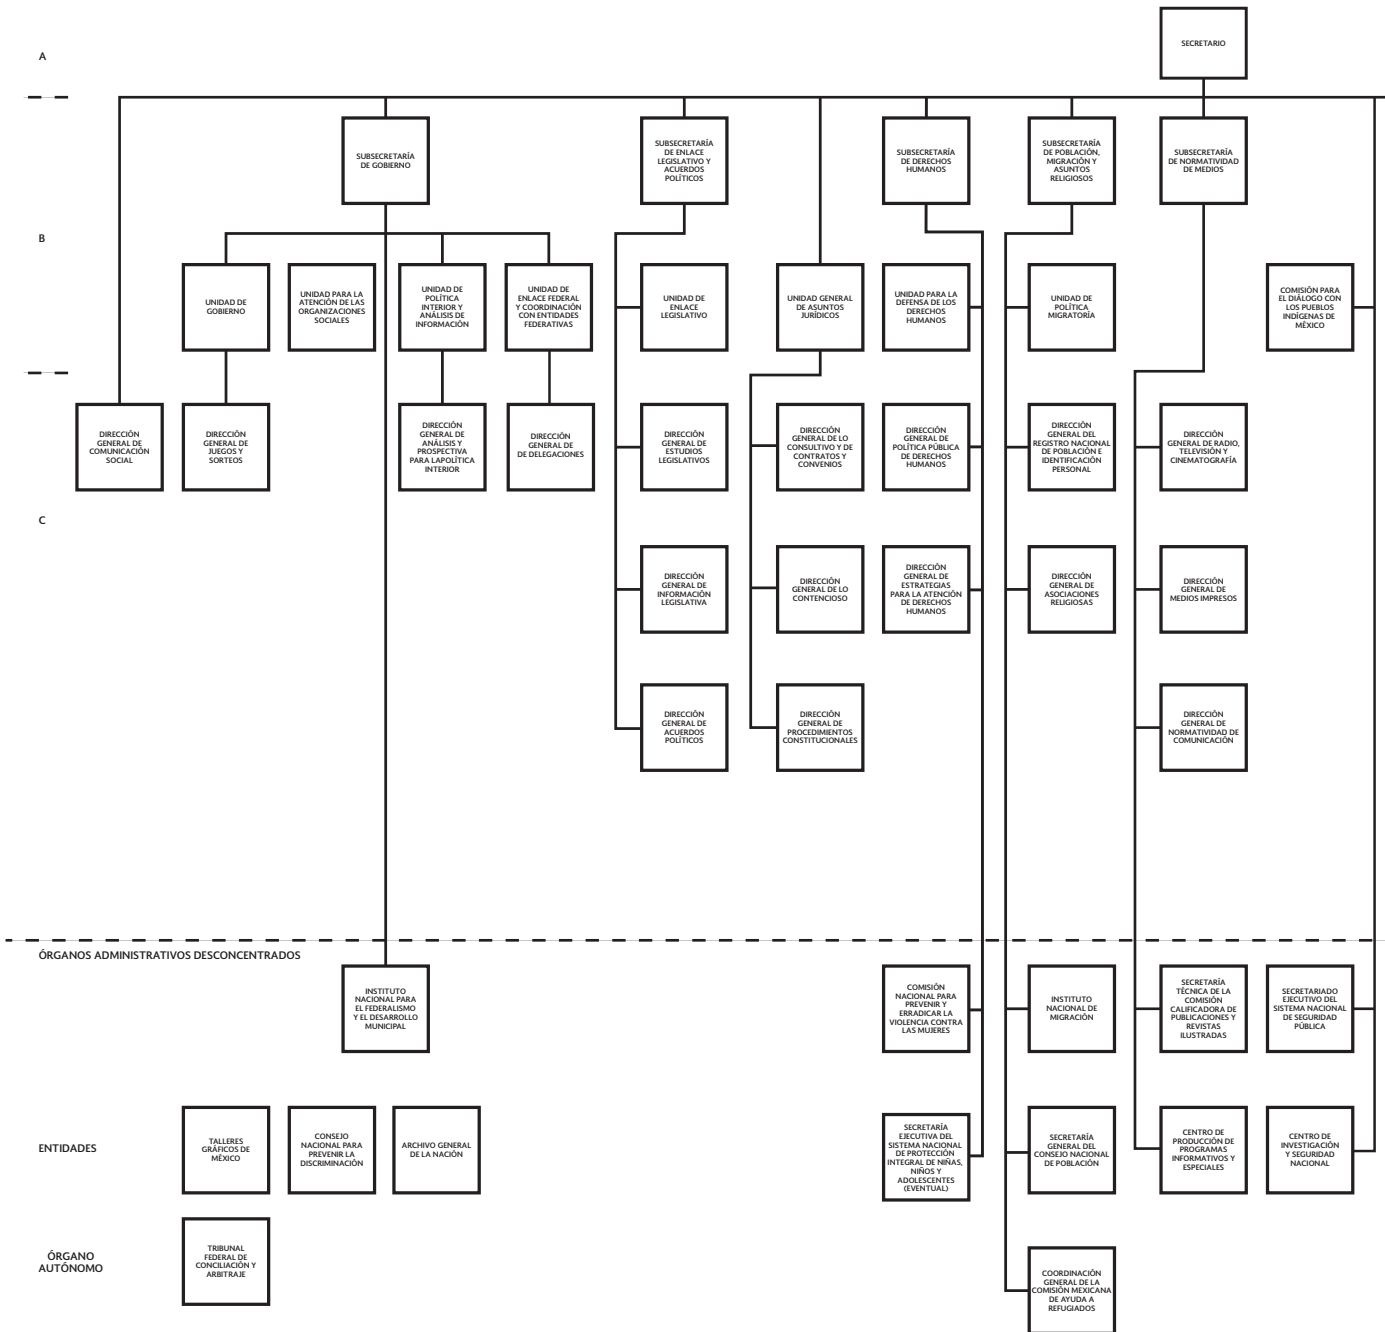 A
SECRETARIO
SUBSECRETARÍA
DE GOBIERNO
SUBSECRETARÍA
DE ENLACE
LEGISLATIVO Y
ACUERDOS
POLÍTICOS
SUBSECRETARÍA
DE DERECHOS
HUMANOS
SUBSECRETARÍA
DE POBLACIÓN,
MIGRACIÓN Y
ASUNTOS
RELIGIOSOS
SUBSECRETARÍA
DE NORMATIVIDAD
DE MEDIOS
B
UNIDAD DE
GOBIERNO
UNIDAD PARA LA
ATENCIÓN DE LAS
ORGANIZACIONES
SOCIALES
UNIDAD DE
POLÍTICA
INTERIOR Y
ANÁLISIS DE
INFORMACIÓN
UNIDAD DE
ENLACE FEDERAL
Y COORDINACIÓN
CON ENTIDADES
FEDERATIVAS
UNIDAD DE
ENLACE
LEGISLATIVO
UNIDAD GENERAL
DE ASUNTOS
JURÍDICOS
UNIDAD PARA LA
DEFENSA DE LOS
DERECHOS
HUMANOS
UNIDAD DE
POLÍTICA
MIGRATORÍA
COMISIÓN PARA
EL DIÁLOGO CON
LOS PUEBLOS
INDÍGENAS DE
MÉXICO
DIRECCIÓN
GENERAL DE
COMUNICACIÓN
SOCIAL
DIRECCIÓN
GENERAL DE
JUEGOS Y
SORTEOS
DIRECCIÓN
GENERAL DE
ANÁLISIS Y
PROSPECTIVA
PARA LAPOLÍTICA
INTERIOR
DIRECCIÓN
GENERAL DE
DE DELEGACIONES
DIRECCIÓN
GENERAL DE
ESTUDIOS
LEGISLATIVOS
DIRECCIÓN
GENERAL DE LO
CONSULTIVO Y DE
CONTRATOS Y
CONVENIOS
DIRECCIÓN
GENERAL DE
POLÍTICA PÚBLICA
DE DERECHOS
HUMANOS
DIRECCIÓN
GENERAL DEL
REGISTRO NACIONAL
DE POBLACIÓN E
IDENTIFICACIÓN
PERSONAL
DIRECCIÓN
GENERAL DE RADIO,
TELEVISIÓN Y
CINEMATOGRAFÍA
C
DIRECCIÓN
GENERAL DE
INFORMACIÓN
LEGISLATIVA
DIRECCIÓN
GENERAL DE LO
CONTENCIOSO
DIRECCIÓN
GENERAL DE
ESTRATEGIAS
PARA LA ATENCIÓN
DE DERECHOS
HUMANOS
DIRECCIÓN
GENERAL DE
ASOCIACIONES
RELIGIOSAS
DIRECCIÓN
GENERAL DE
MEDIOS IMPRESOS
DIRECCIÓN
GENERAL DE
ACUERDOS
POLÍTICOS
DIRECCIÓN
GENERAL DE
PROCEDIMIENTOS
CONSTITUCIONALES
DIRECCIÓN
GENERAL DE
NORMATIVIDAD DE
COMUNICACIÓN
ÓRGANOS ADMINISTRATIVOS DESCONCENTRADOS
INSTITUTO
NACIONAL PARA
EL FEDERALISMO
Y EL DESARROLLO
MUNICIPAL
COMISIÓN
NACIONAL PARA
PREVENIR Y
ERRADICAR LA
VIOLENCIA CONTRA
LAS MUJERES
INSTITUTO
NACIONAL DE
MIGRACIÓN
SECRETARÍA
TÉCNICA DE LA
COMISIÓN
CALIFICADORA DE
PUBLICACIONES Y
REVISTAS
ILUSTRADAS
SECRETARIADO
EJECUTIVO DEL
SISTEMA NACIONAL
DE SEGURIDAD
PÚBLICA
ENTIDADES
TALLERES
GRÁFICOS DE
MÉXICO
CONSEJO
NACIONAL PARA
PREVENIR LA
DISCRIMINACIÓN
ARCHIVO GENERAL
DE LA NACIÓN
SECRETARÍA
EJECUTIVA DEL
SISTEMA NACIONAL
DE PROTECCIÓN
INTEGRAL DE NIÑAS,
NIÑOS Y
ADOLESCENTES
(EVENTUAL)
SECRETARÍA
GENERAL DEL
CONSEJO NACIONAL
DE POBLACIÓN
CENTRO DE
PRODUCCIÓN DE
PROGRAMAS
INFORMATIVOS Y
ESPECIALES
CENTRO DE
INVESTIGACIÓN
Y SEGURIDAD
NACIONAL
ÓRGANO
AUTÓNOMO
TRIBUNAL
FEDERAL DE
CONCILIACIÓN Y
ARBITRAJE
COORDINACIÓN
GENERAL DE LA
COMISIÓN MEXICANA
DE AYUDA A
REFUGIADOS